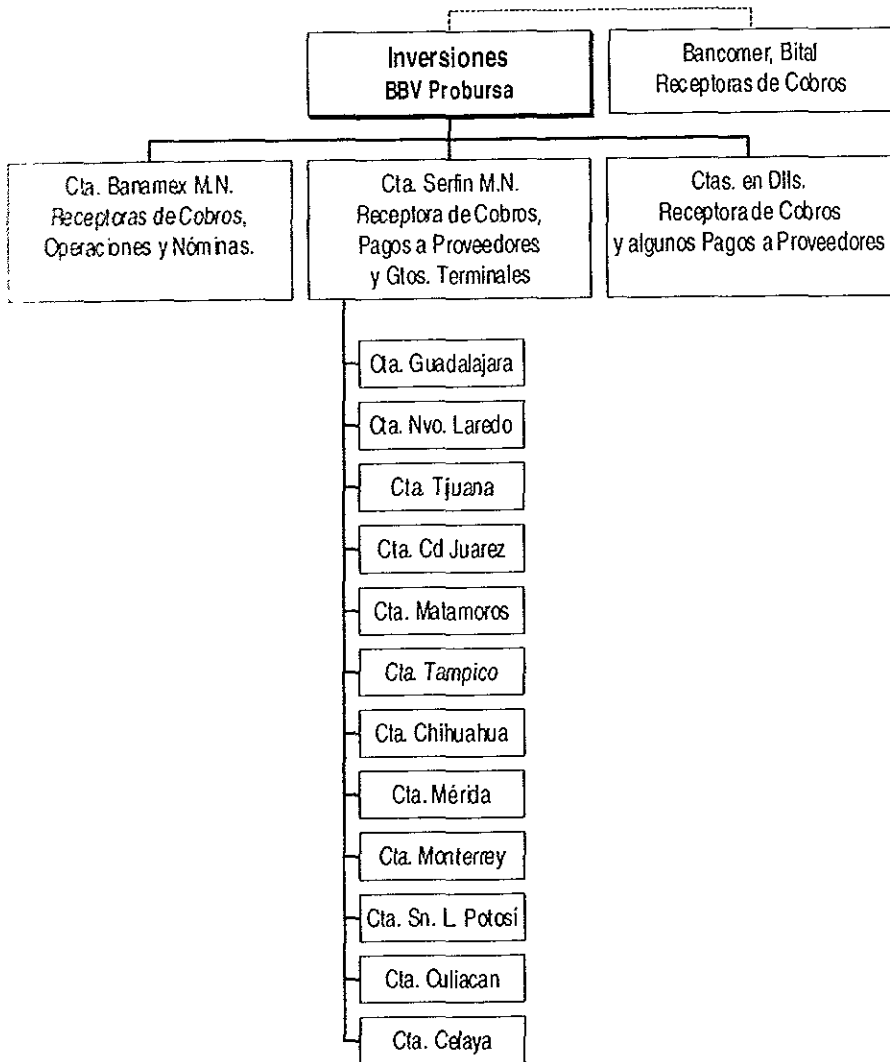 Inversiones
BBV Probursa
Bancomer, Bital
Receptoras de Cobros
Cta. Banamex M.N.
Receptoras de Cobros,
Operaciones y Nóminas.
Cta. Serfin M.N.
Receptora de Cobros,
Pagos a Proveedores
y Gtos. Terminales
Ctas. en Dlls.
Receptora de Cobros
y algunos Pagos a Proveedores
Cta. Guadalajara
Cta. Nvo. Laredo
Cta. Tjuana
Cta. Cd Juarez
Cta. Matamoros
Cta. Tampico
Cta. Chihuahua
Cta. Mérida
Cta. Monterrey
Cta. Sn. L. Potosí
Cta. Culiacan
Cta. Celaya